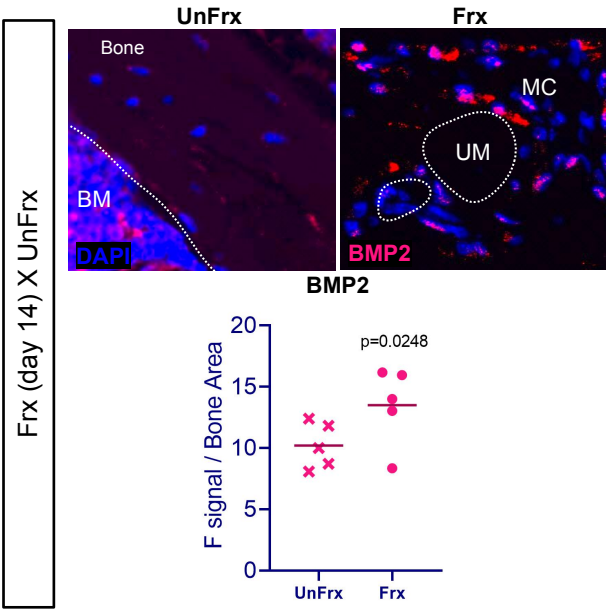 Frx (day 14) X UnFrx
UnFrx
Frx
Bone
BM
DAPI
MC
UM
BMP2
BMP2
F signal / Bone Area
20
15
10
5
0
p=0.0248
UnFrx
Frx